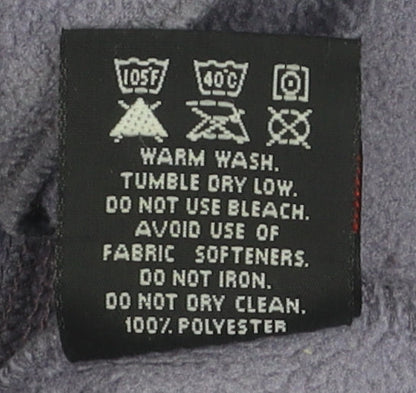 105F 40°C
WARM WASH.
TUMBLE DRY LOW.
DO NOT USE BLEACH.
AVOID USE OF
FABRIC SOFTENERS.
DO NOT IRON.
DO NOT DRY CLEAN.
100% POLYESTER